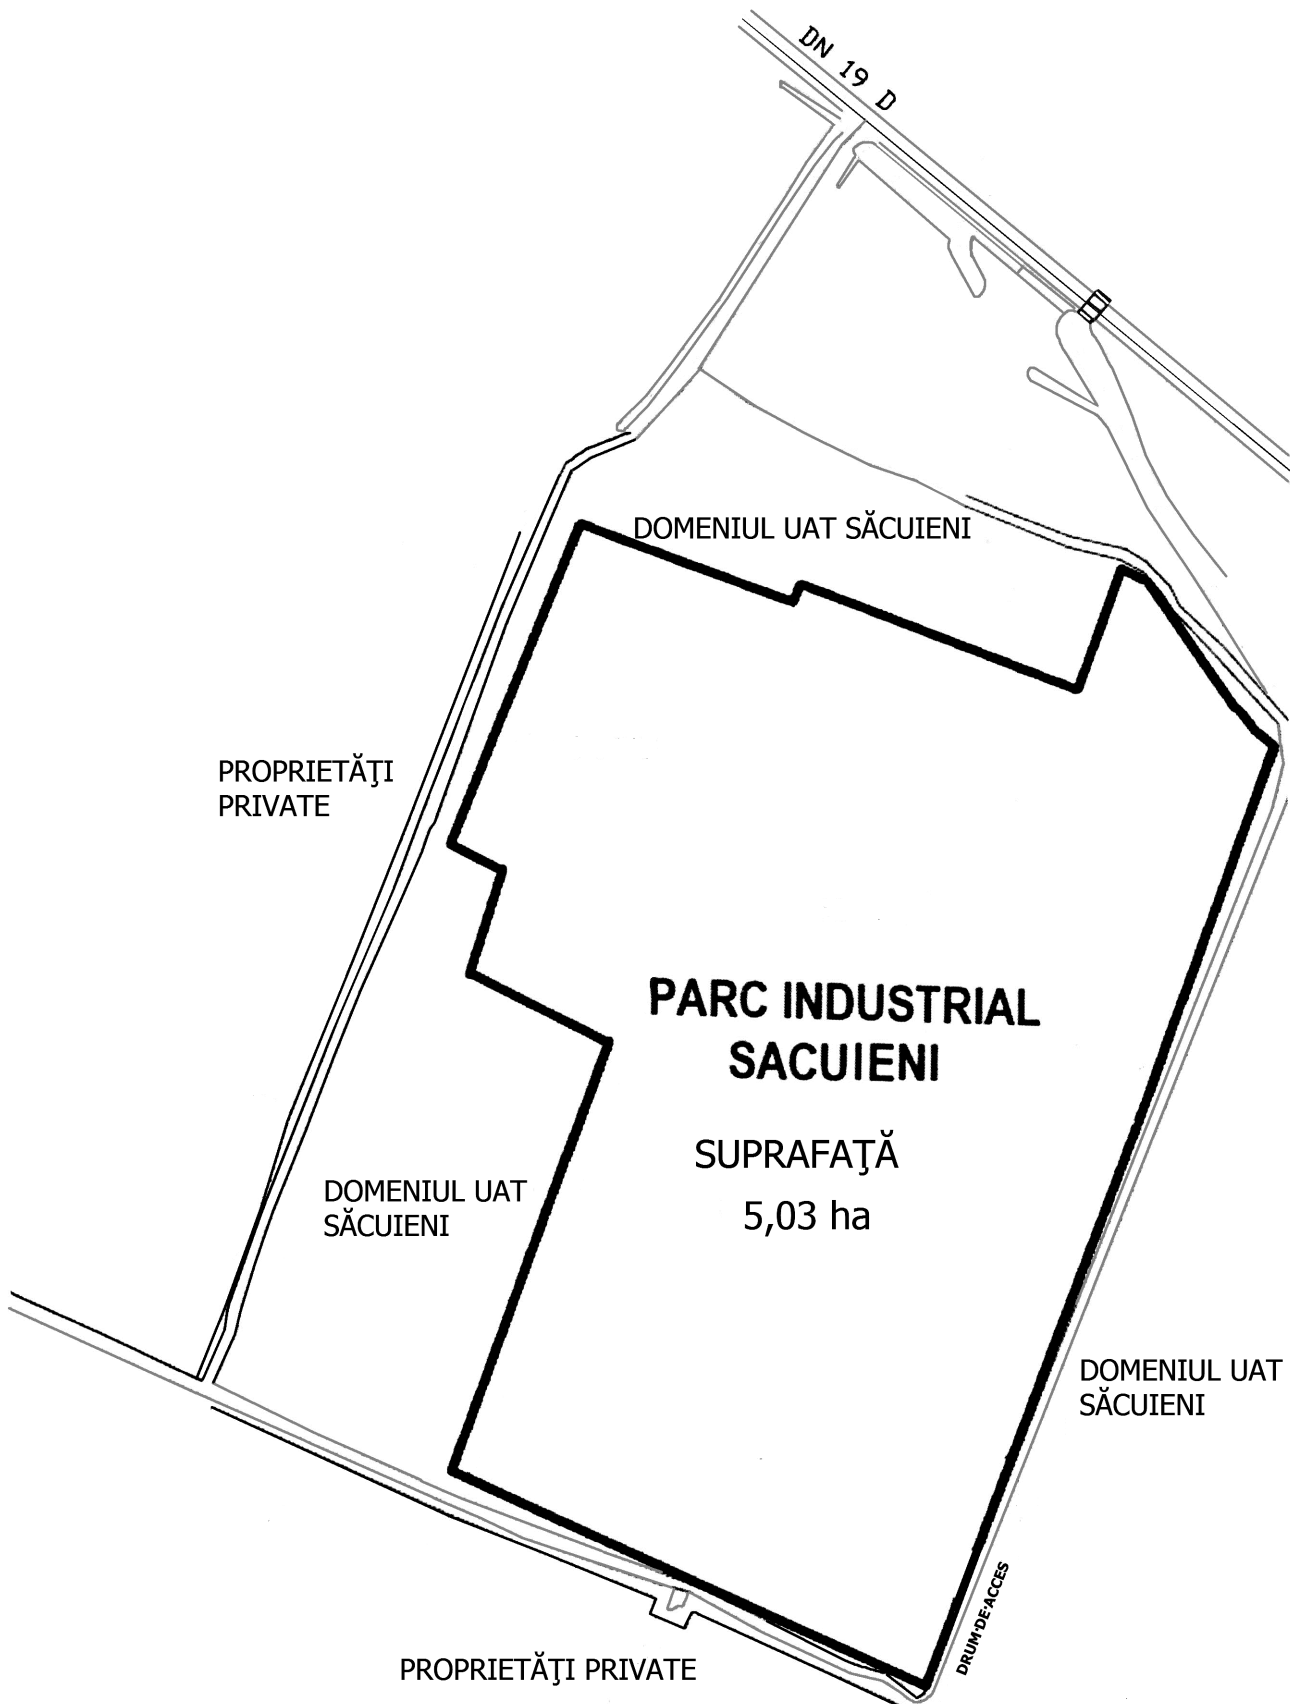 DN 19 D
DOMENIUL UAT SĂCUIENI
PROPRIETĂŢI
PRIVATE
PARC INDUSTRIAL
SACUIENI
SUPRAFAŢĂ
5,03 ha
DOMENIUL UAT
SĂCUIENI
DOMENIUL UAT
SĂCUIENI
DRUM DE ACCES
PROPRIETĂŢI PRIVATE